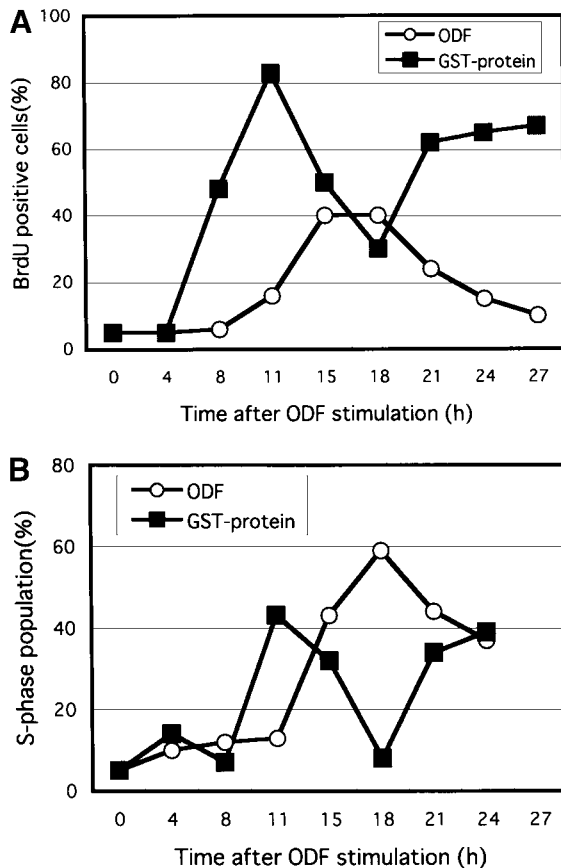 A
100
80
60
40
20
0
BrdU positive cells(%)
ODF
GST-protein
0 4 8 11 15 18 21 24 27
Time after ODF stimulation (h)
B
80
60
40
20
0
S-phase population(%)
ODF
GST-protein
0 4 8 11 15 18 21 24 27
Time after ODF stimulation (h)